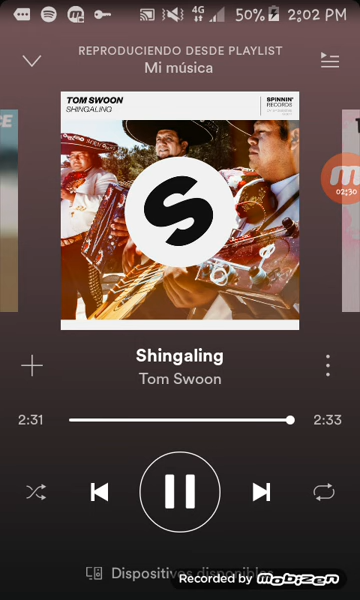 4G
50%
2:02 PM
REPRODUCIENDO DESDE PLAYLIST
Mi música
TOM SWOON
SHINGALING
SPINNIN'
RECORDS
02:30
Shingaling
Tom Swoon
2:31
2:33
Dispositivos disponibles
Recorded by Mobizen